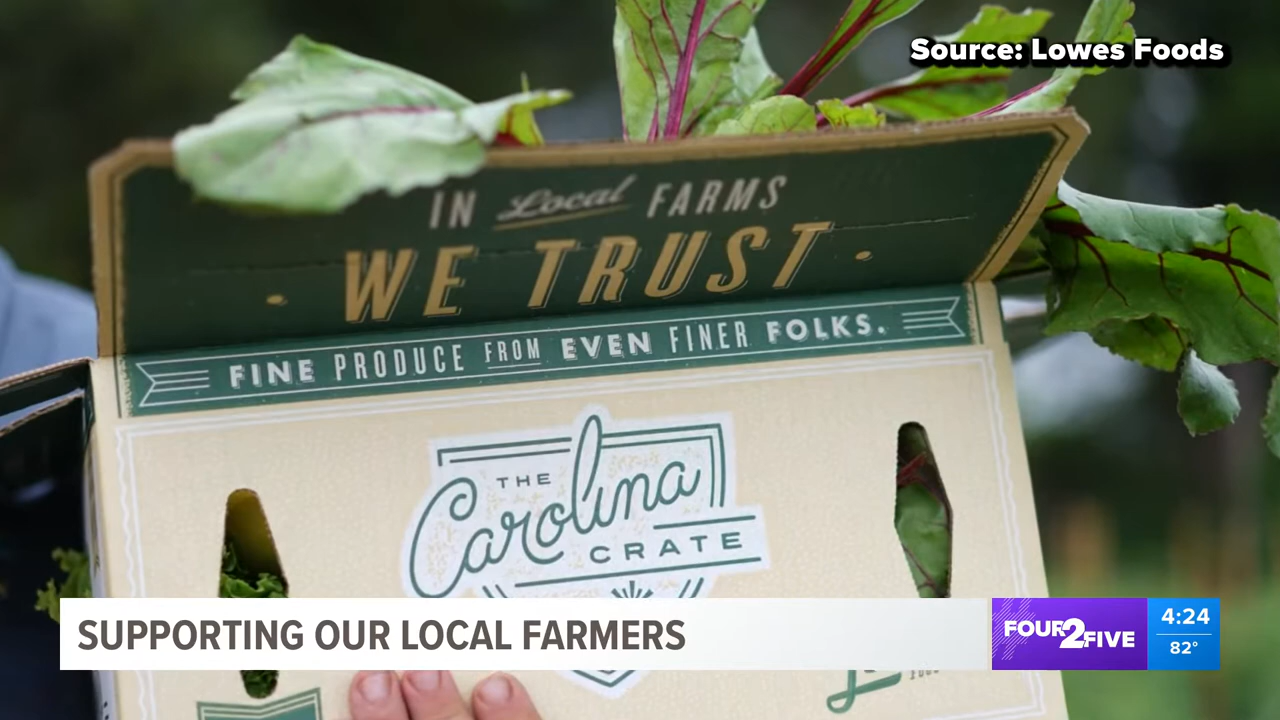 Source: Lowes Foods
IN Local FARMS
WE TRUST
FINE PRODUCE FROM EVEN FINER FOLKS.
THE
Carolina
CRATE
SUPPORTING OUR LOCAL FARMERS
FOUR2FIVE
4:24
82°